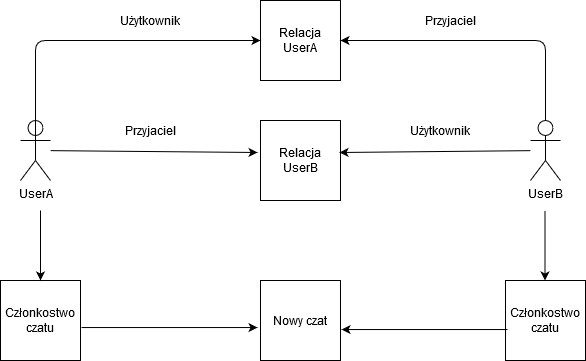 Użytkownik
Przyjaciel
Relacja
UserA
Przyjaciel
Użytkownik
Relacja
UserB
UserA
UserB
Członkostwo
czatu
Nowy czat
Członkostwo
czatu